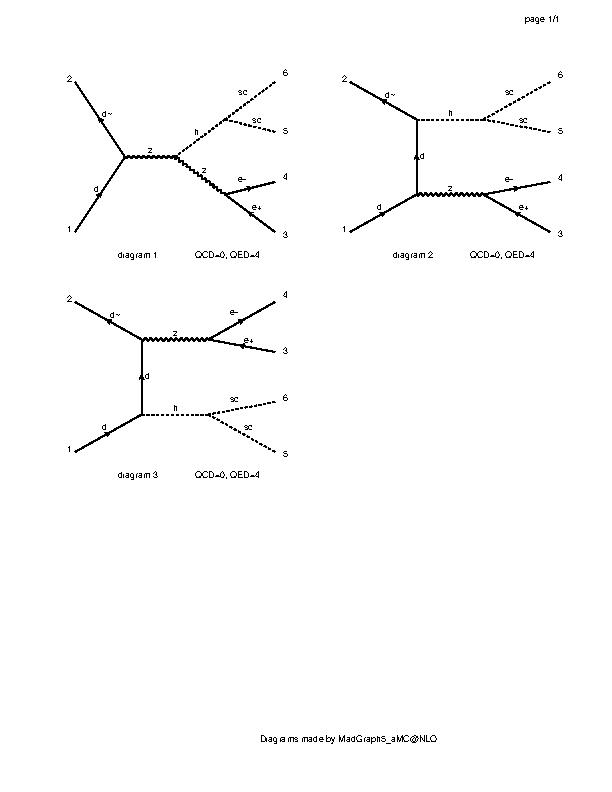 page 1/1
2 6
sc
d~ h sc
5
z
z
d e- 4
e+
1 3
diagram 1 QCD=0, QED=4
2 6
sc
d~ h sc
5
d
z e- 4
d e+
1 3
diagram 2 QCD=0, QED=4
2 4
d~ e-
z
e+
3
d
6
h sc
d sc
1 5
diagram 3 QCD=0, QED=4
Diagrams made by MadGraph5_aMC@NLO